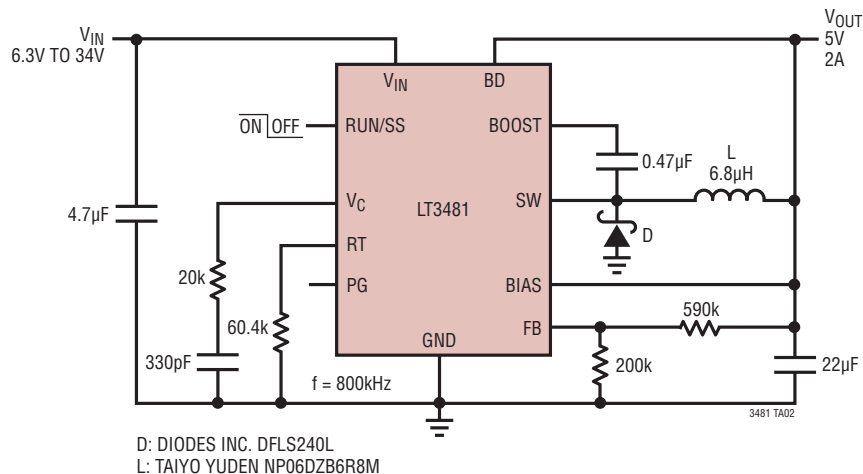 VIN
6.3V TO 34V
VOUT
5V
2A
VIN
BD
ON OFF
RUN/SS
BOOST
0.47µF
L
6.8µH
4.7µF
VC
LT3481
SW
D
RT
20k
PG
BIAS
590k
60.4k
FB
GND
330pF
f = 800kHz
200k
22µF
3481 TA02
D: DIODES INC. DFLS240L
L: TAIYO YUDEN NP06DZB6R8M